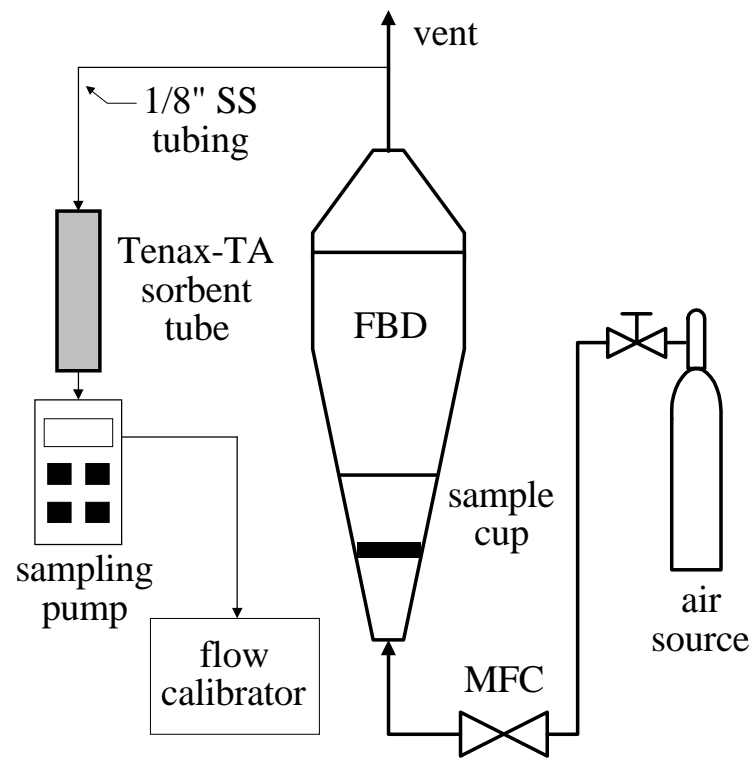 vent
1/8" SS
tubing
Tenax-TA
sorbent
tube
FBD
sample
cup
sampling
pump
air
source
flow
calibrator
MFC